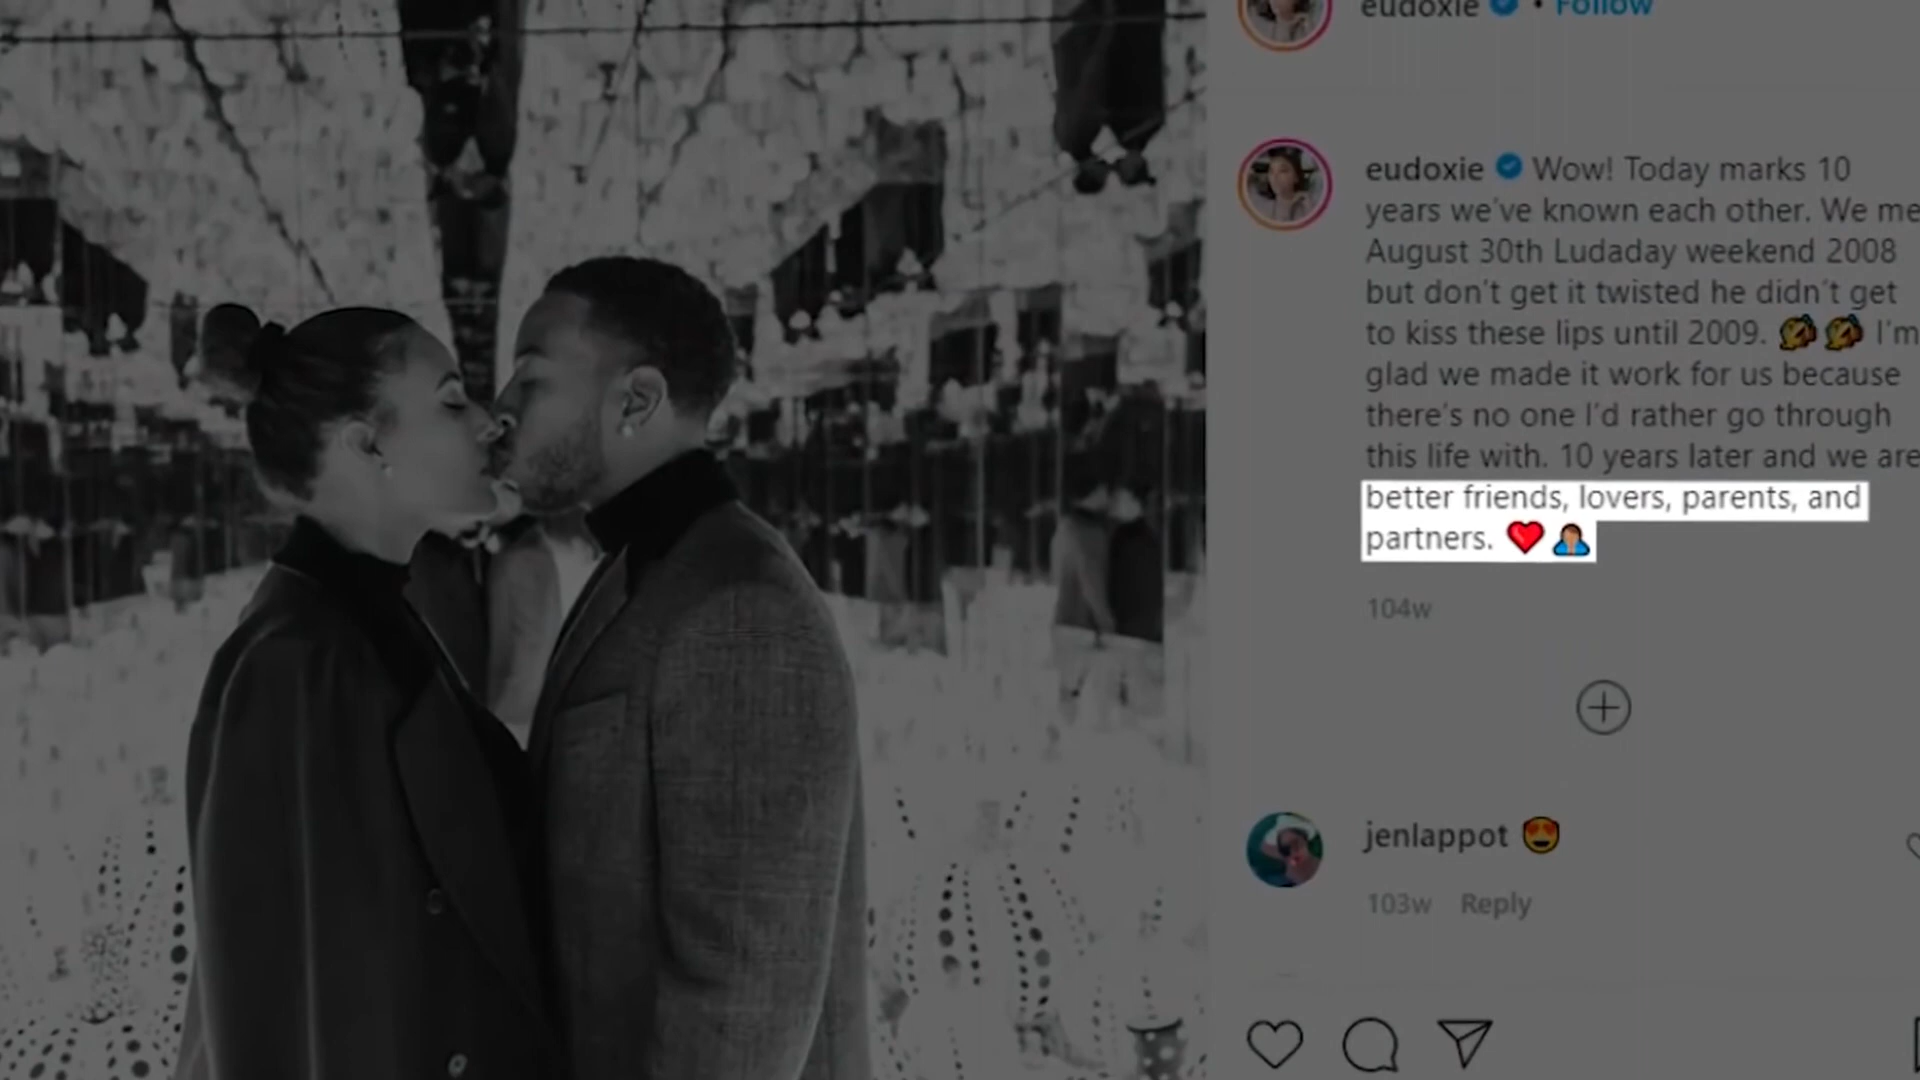 eudoxie • Follow
eudoxie Wow! Today marks 10
years we've known each other. We me
August 30th Ludaday weekend 2008
but don't get it twisted he didn't get
to kiss these lips until 2009. 🤣🤣 I'm
glad we made it work for us because
there's no one I'd rather go through
this life with. 10 years later and we are
better friends, lovers, parents, and
partners. ❤️🙏🏽
104w
jenlappot 😍
103w Reply